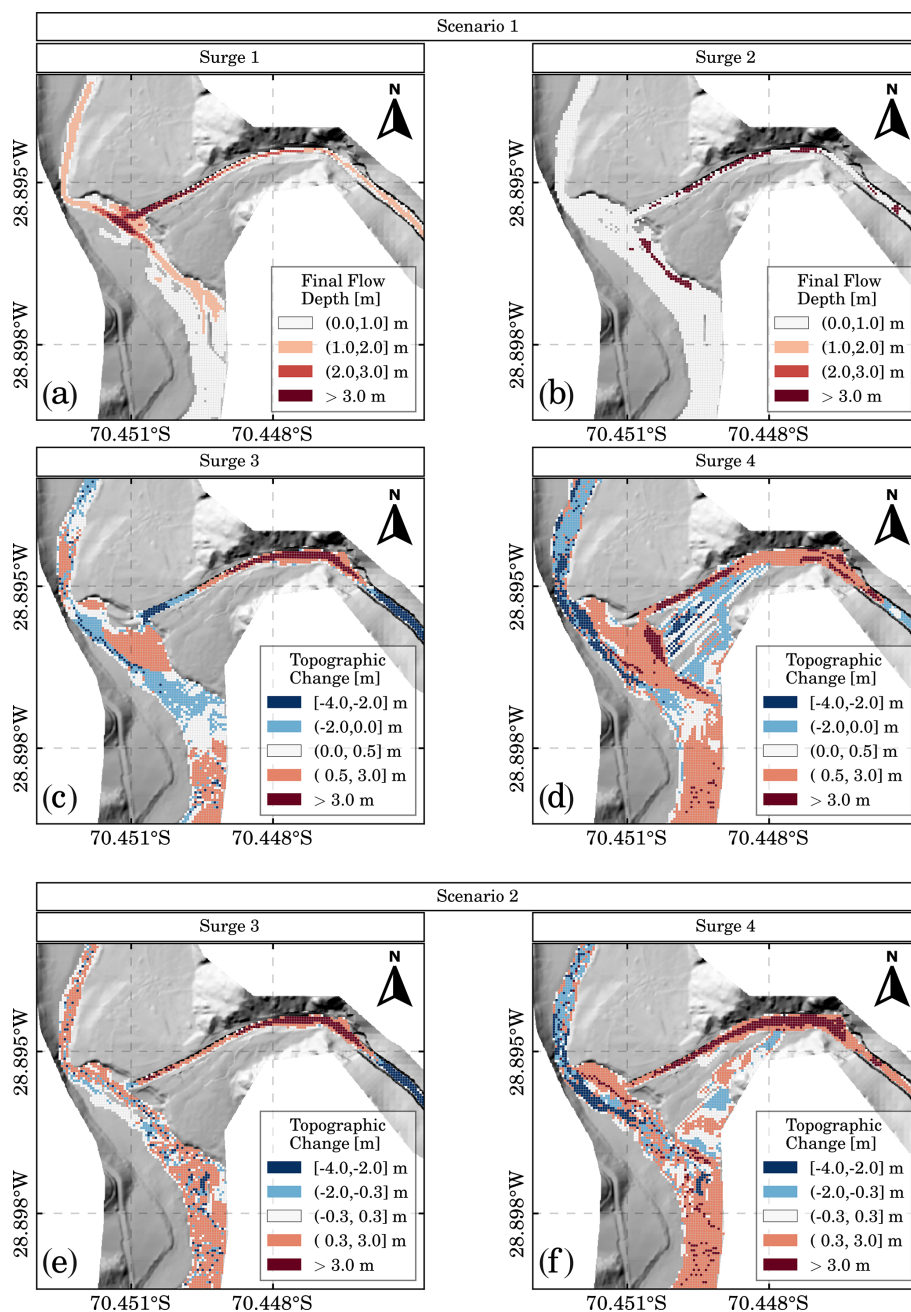 Scenario 1
Surge 1
Surge 2
N
N
28.895°W
28.898°W
28.895°W
28.898°W
Final Flow
Depth [m]
(0.0,1.0] m
(1.0,2.0] m
(2.0,3.0] m
> 3.0 m
Final Flow
Depth [m]
(0.0,1.0] m
(1.0,2.0] m
(2.0,3.0] m
> 3.0 m
(a)
(b)
70.451°S
70.448°S
70.451°S
70.448°S
Surge 3
Surge 4
N
N
28.895°W
28.898°W
28.895°W
28.898°W
Topographic
Change [m]
[-4.0,-2.0] m
(-2.0,0.0] m
(0.0, 0.5] m
( 0.5, 3.0] m
> 3.0 m
Topographic
Change [m]
[-4.0,-2.0] m
(-2.0,0.0] m
(0.0, 0.5] m
( 0.5, 3.0] m
> 3.0 m
(c)
(d)
70.451°S
70.448°S
70.451°S
70.448°S
Scenario 2
Surge 3
Surge 4
N
N
28.895°W
28.898°W
28.895°W
28.898°W
Topographic
Change [m]
[-4.0,-2.0] m
(-2.0,-0.3] m
(-0.3, 0.3] m
( 0.3, 3.0] m
> 3.0 m
Topographic
Change [m]
[-4.0,-2.0] m
(-2.0,-0.3] m
(-0.3, 0.3] m
( 0.3, 3.0] m
> 3.0 m
(e)
(f)
70.451°S
70.448°S
70.451°S
70.448°S